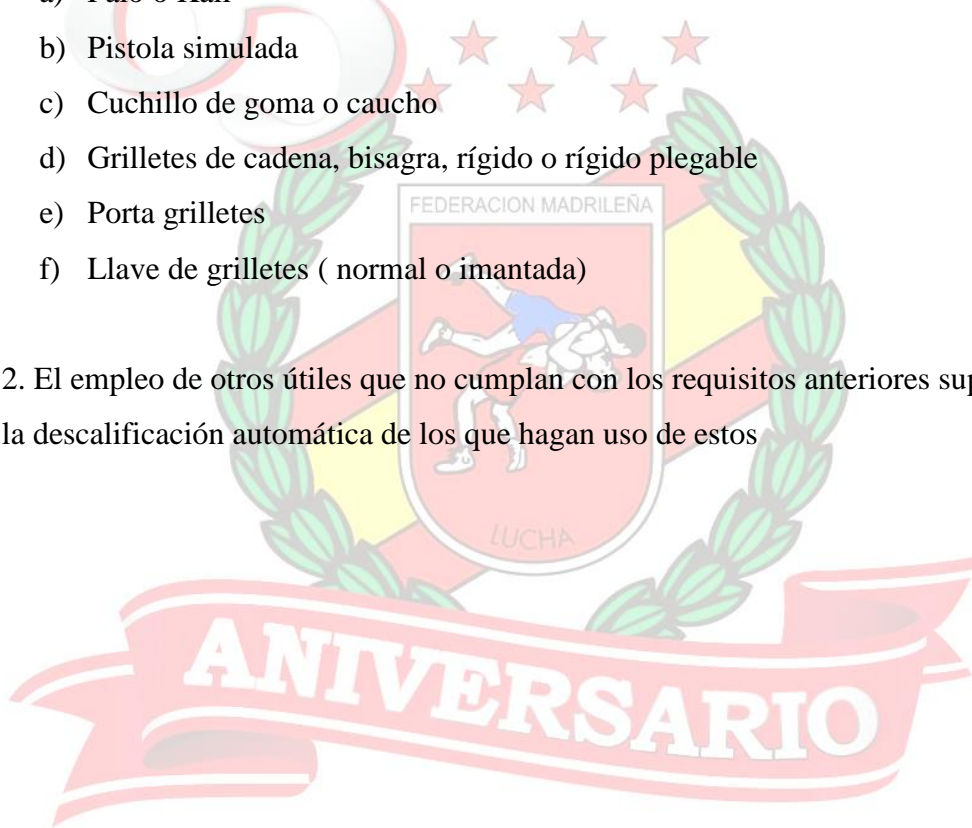 b) Pistola simulada
c) Cuchillo de goma o caucho
d) Grilletes de cadena, bisagra, rígido o rígido plegable
FEDERACION MADRILEÑA
e) Porta grilletes
f) Llave de grilletes ( normal o imantada)
2. El empleo de otros útiles que no cumplan con los requisitos anteriores
la descalificación automática de los que hagan uso de estos
LUCHA
ANIVERSARIO